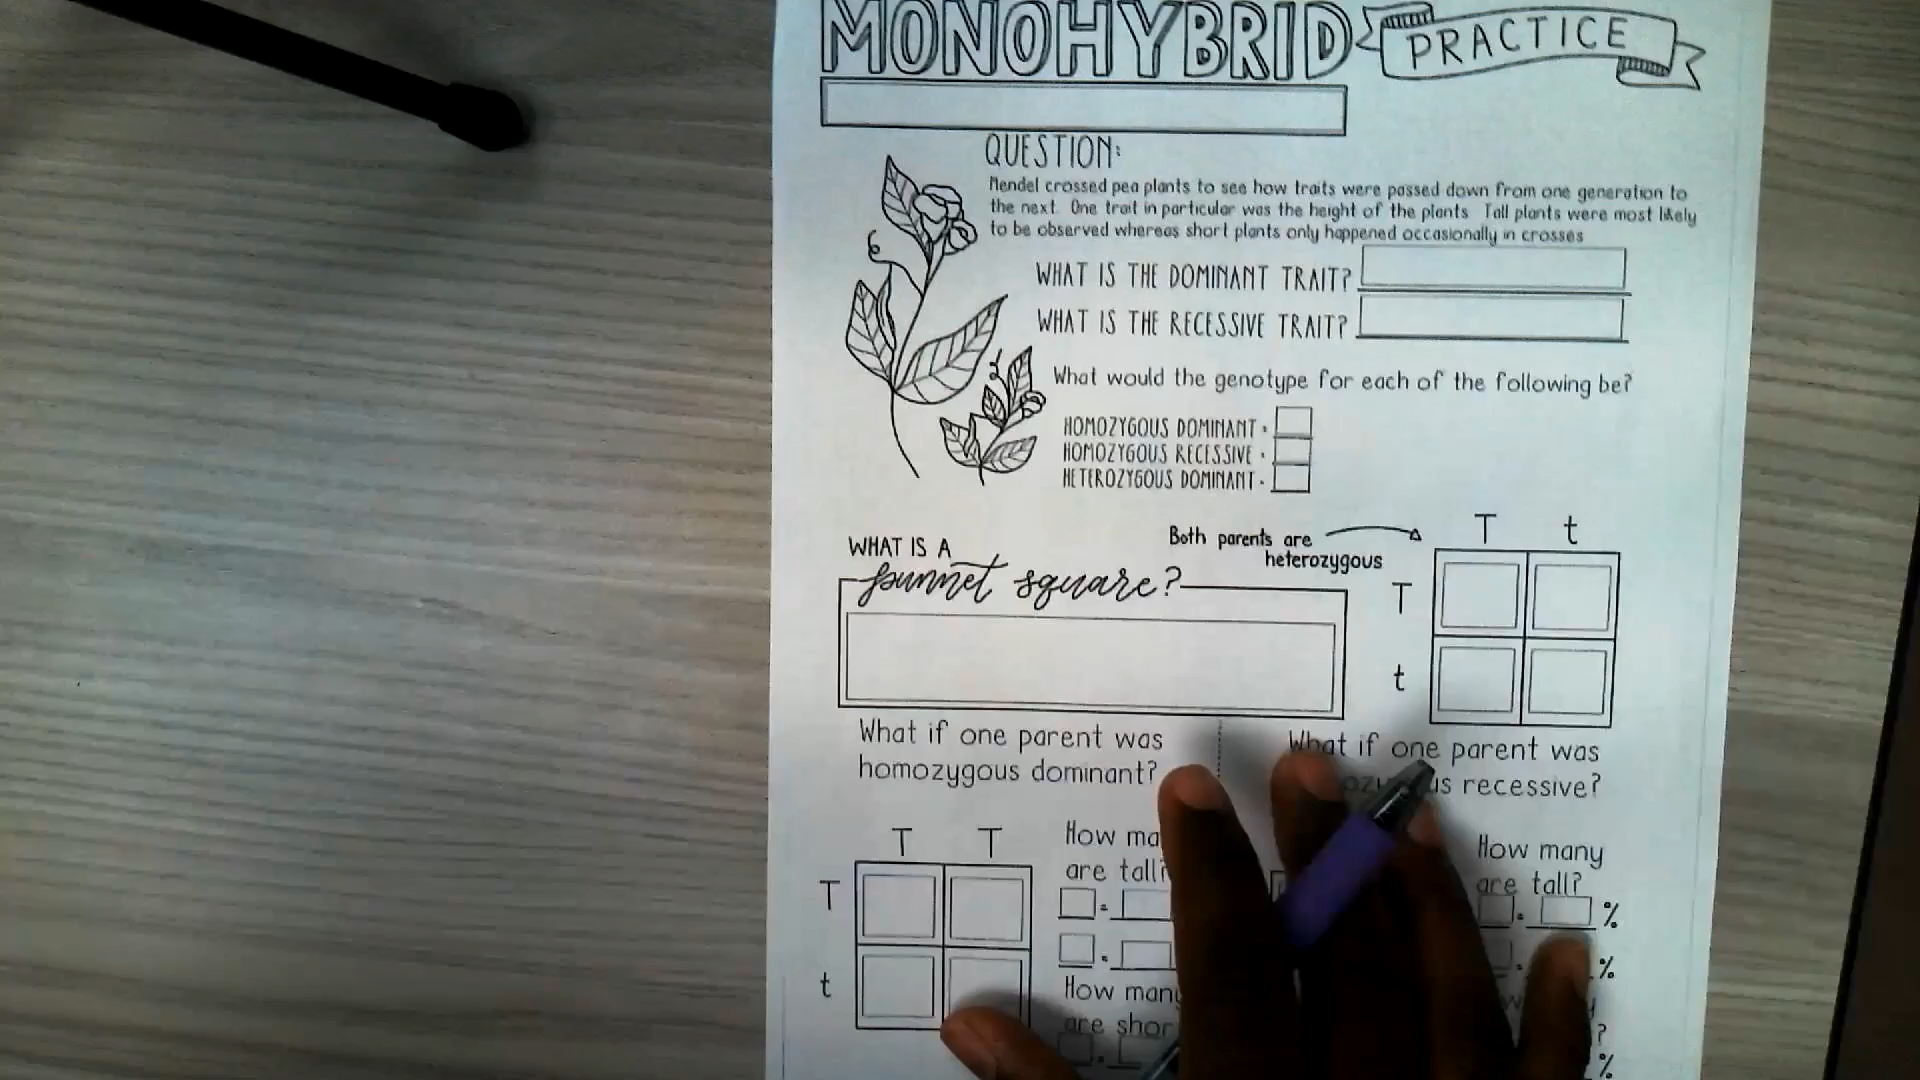 MONOHYBRID PRACTICE
QUESTION:
Mendel crossed pea plants to see how traits were passed down from one generation to
the next. One trait in particular was the height of the plants. Tall plants were most likely
to be observed whereas short plants only happened occasionally in crosses
WHAT IS THE DOMINANT TRAIT?
WHAT IS THE RECESSIVE TRAIT?
What would the genotype for each of the following be?
HOMOZYGOUS DOMINANT -
HOMOZYGOUS RECESSIVE -
HETEROZYGOUS DOMINANT -
Both parents are
heterozygous
T t
T
t
WHAT IS A
punnet square?
What if one parent was
homozygous dominant?
T T
T
t
How
are tall?
=
=
How many
are
=
What if one parent was
recessive?
How many
are tall?
= %
%
?
%